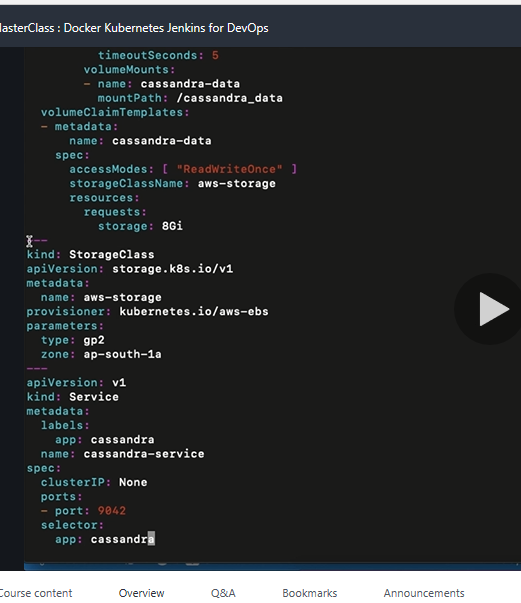 MasterClass : Docker Kubernetes Jenkins for DevOps
timeoutSeconds: 5
volumeMounts:
- name: cassandra-data
mountPath: /cassandra_data
volumeClaimTemplates:
- metadata:
name: cassandra-data
spec:
accessModes: [ "ReadWriteOnce" ]
storageClassName: aws-storage
resources:
requests:
storage: 8Gi
---
kind: StorageClass
apiVersion: storage.k8s.io/v1
metadata:
name: aws-storage
provisioner: kubernetes.io/aws-ebs
parameters:
type: gp2
zone: ap-south-1a
---
apiVersion: v1
kind: Service
metadata:
labels:
app: cassandra
name: cassandra-service
spec:
clusterIP: None
ports:
- port: 9042
selector:
app: cassandra
Course content Overview Q&A Bookmarks Announcements